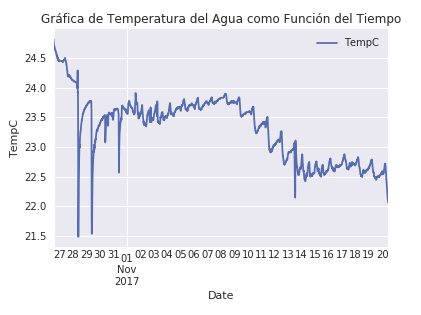 Gráfica de Temperatura del Agua como Función del Tiempo
TempC
24.5
24.0
23.5
23.0
22.5
22.0
21.5
TempC
27 28 29 30 31 01 02 03 04 05 06 07 08 09 10 11 12 13 14 15 16 17 18 19 20
Nov
2017
Date